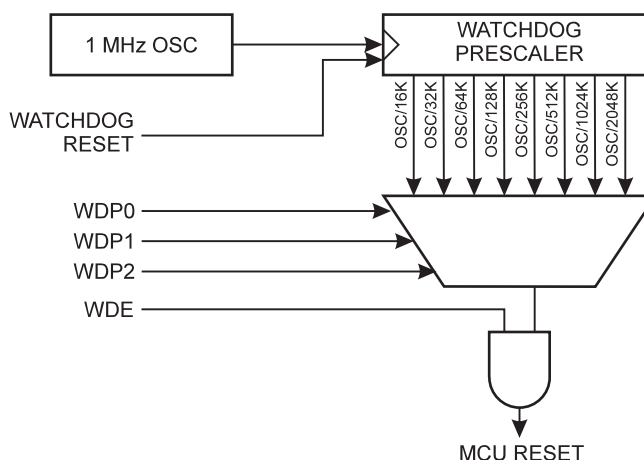 1 MHz OSC
WATCHDOG
PRESCALER
OSC/16K
OSC/32K
OSC/64K
OSC/128K
OSC/256K
OSC/512K
OSC/1024K
OSC/2048K
WATCHDOG
RESET
WDP0
WDP1
WDP2
WDE
MCU RESET